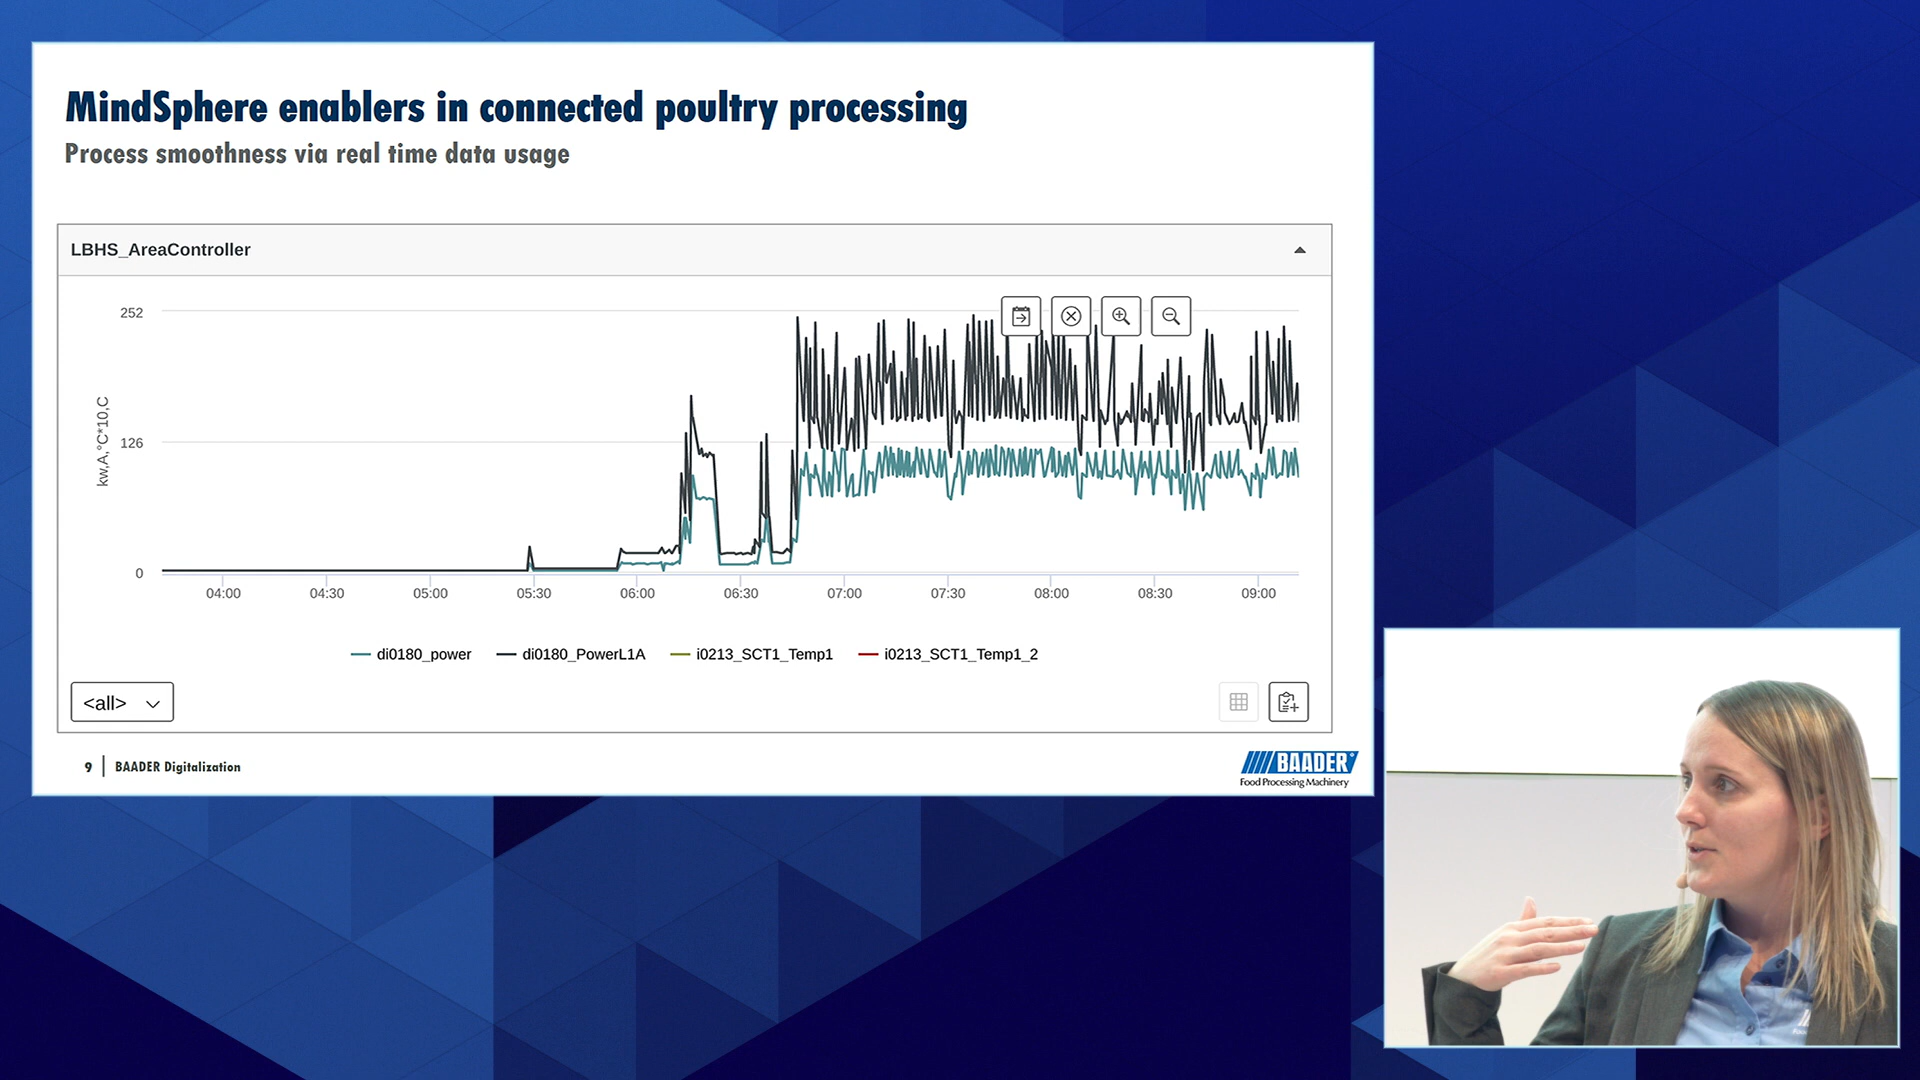 MindSphere enablers in connected poultry processing
Process smoothness via real time data usage
LBHS_AreaController
252
126
0
kw,A,°C*10,C
04:00 04:30 05:00 05:30 06:00 06:30 07:00 07:30 08:00 08:30 09:00
di0180_power di0180_PowerL1A i0213_SCT1_Temp1 i0213_SCT1_Temp1_2
<all>
9 | BAADER Digitalization
BAADER
Food Processing Machinery